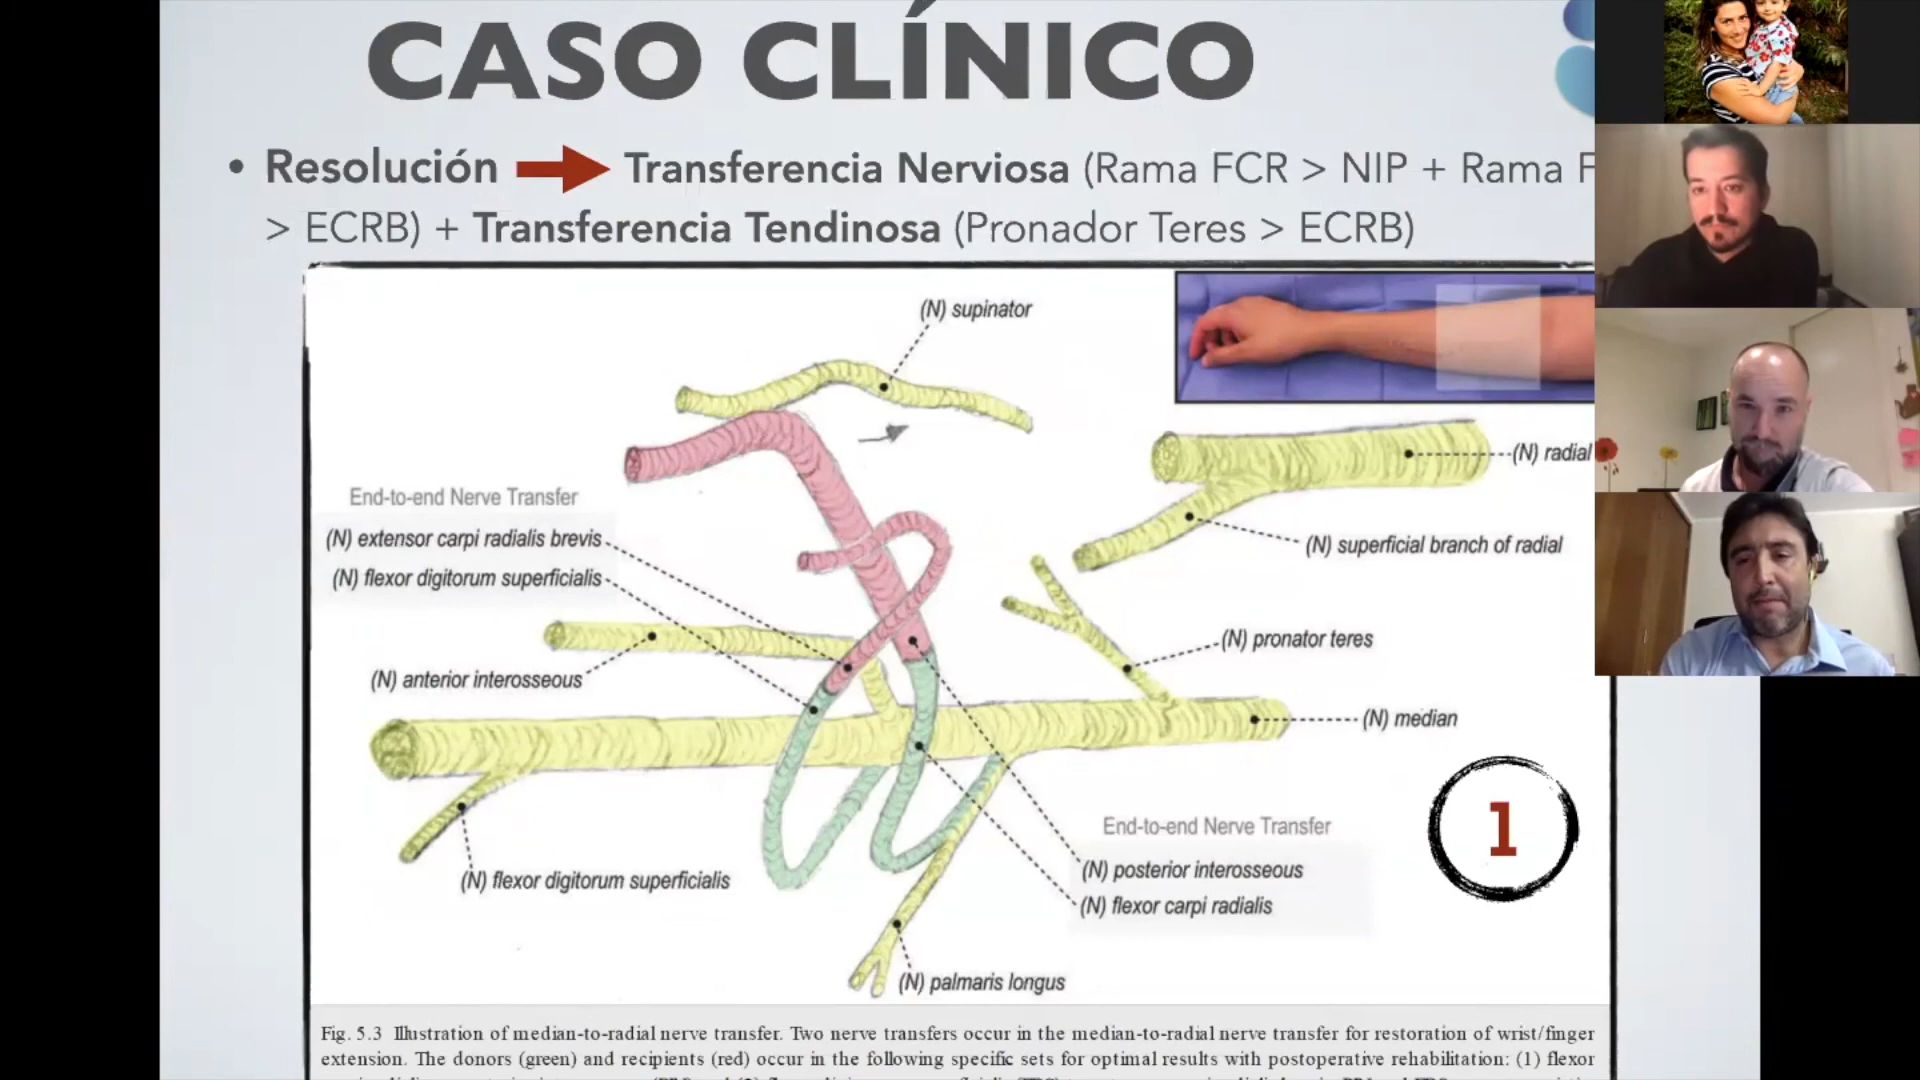 CASO CLÍNICO
• Resolución Transferencia Nerviosa (Rama FCR > NIP + Rama F
> ECRB) + Transferencia Tendinosa (Pronador Teres > ECRB)
(N) supinator
(N) radial
End-to-end Nerve Transfer
(N) extensor carpi radialis brevis
(N) flexor digitorum superficialis
(N) superficial branch of radial
(N) pronator teres
(N) anterior interosseous
(N) median
End-to-end Nerve Transfer
(N) posterior interosseous
(N) flexor carpi radialis
1
(N) flexor digitorum superficialis
(N) palmaris longus
Fig. 5.3 Illustration of median-to-radial nerve transfer. Two nerve transfers occur in the median-to-radial nerve transfer for restoration of wrist/finger
extension. The donors (green) and recipients (red) occur in the following specific sets for optimal results with postoperative rehabilitation: (1) flexor